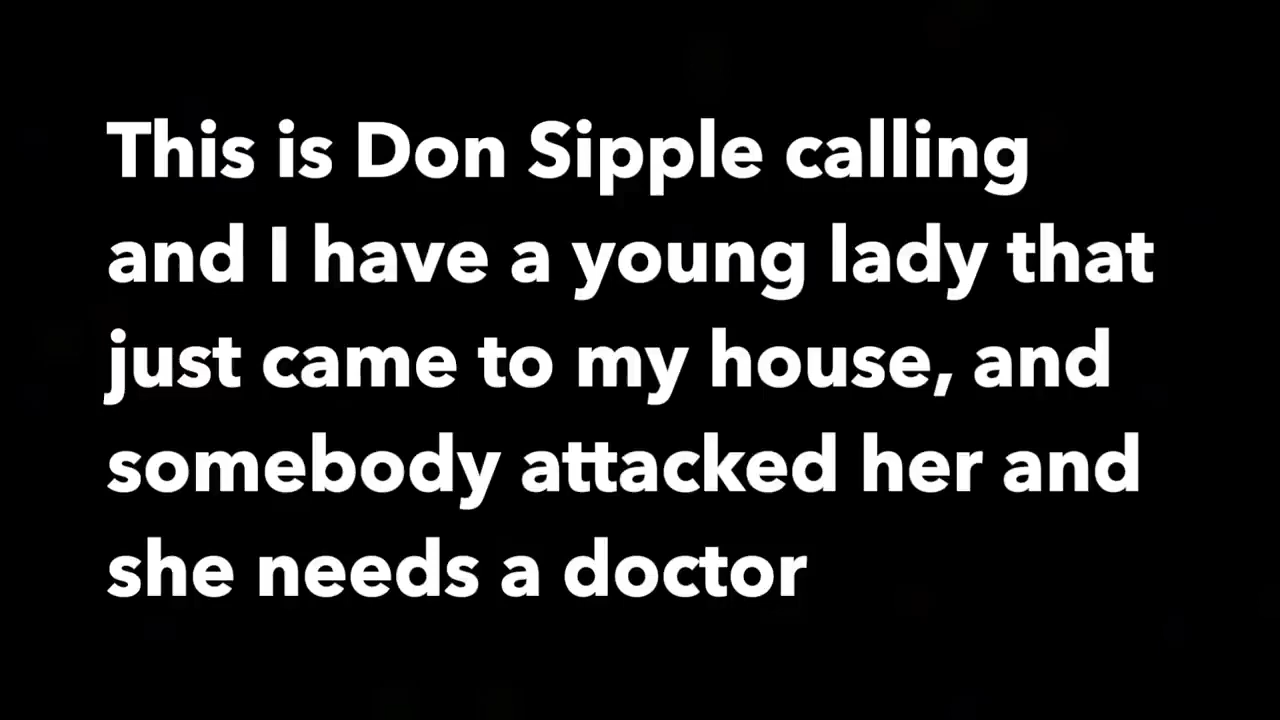 This is Don Sipple calling
and I have a young lady that
just came to my house, and
somebody attacked her and
she needs a doctor